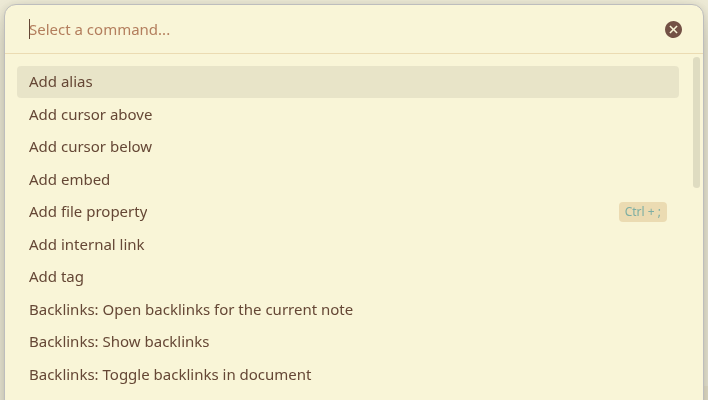 Select a command...
Add alias
Add cursor above
Add cursor below
Add embed
Add file property
Ctrl + ;
Add internal link
Add tag
Backlinks: Open backlinks for the current note
Backlinks: Show backlinks
Backlinks: Toggle backlinks in document